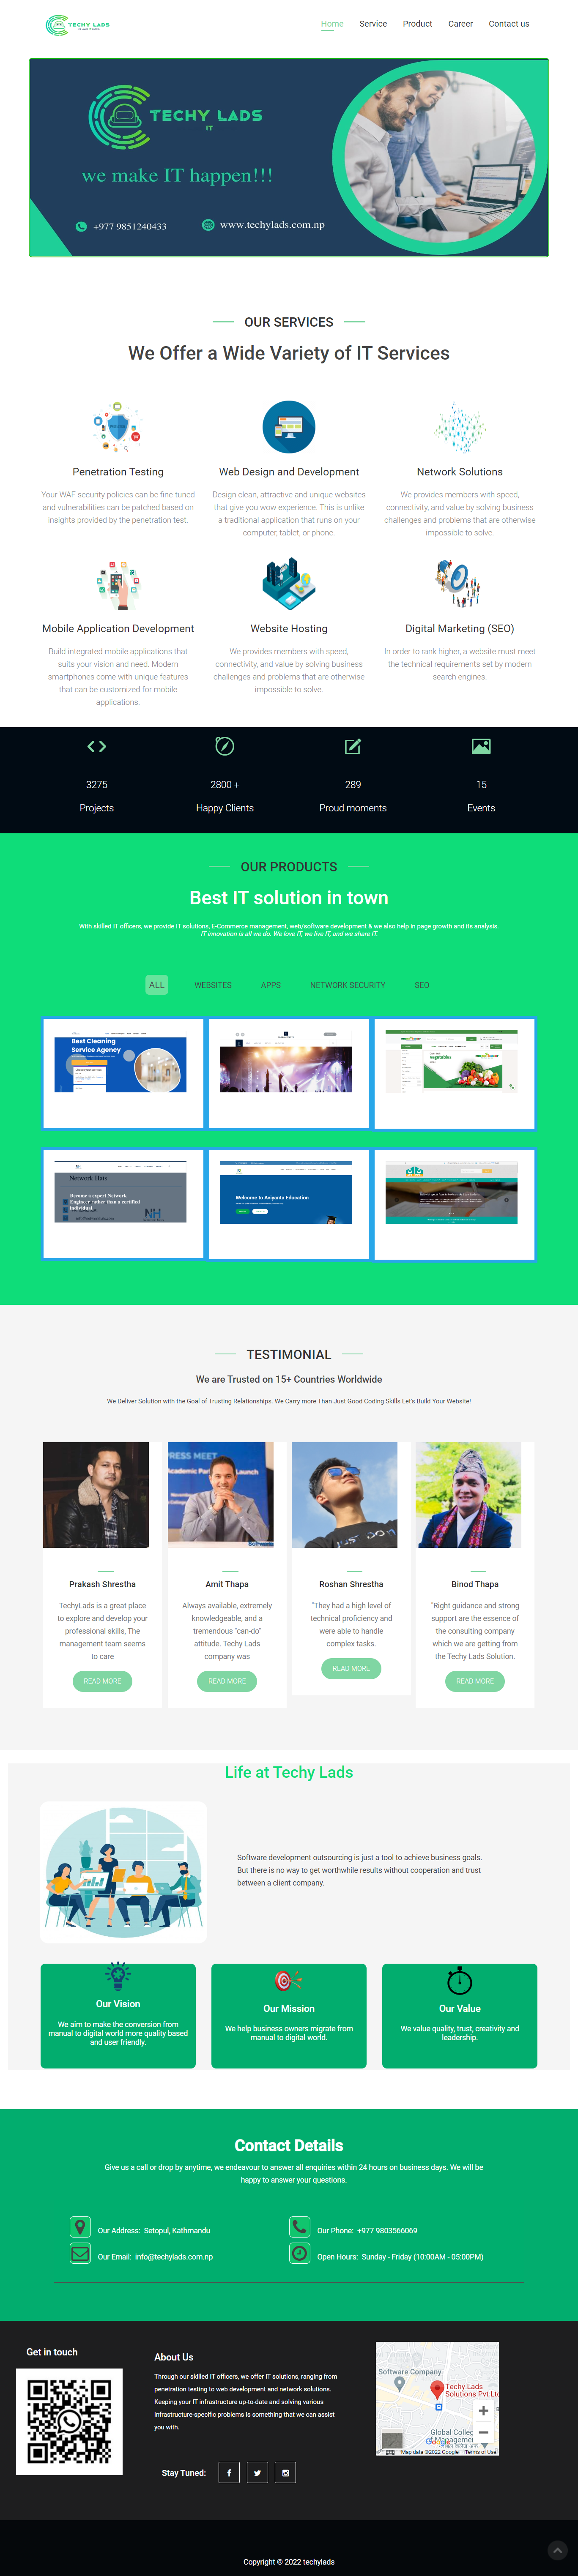 TECHY LADS
Home Service Product Career Contact us
TECHY LADS
IT
we make IT happen!!!
+977 9851240433 www.techylads.com.np
OUR SERVICES
We Offer a Wide Variety of IT Services
Penetration Testing
Your WAF security policies can be fine-tuned
and vulnerabilities can be patched based on
insights provided by the penetration test.
Web Design and Development
Design clean, attractive and unique websites
that give you wow experience. This is unlike
a traditional application that runs on your
computer, tablet, or phone.
Network Solutions
We provides members with speed,
connectivity, and value by solving business
challenges and problems that are otherwise
impossible to solve.
Mobile Application Development
Build integrated mobile applications that
suits your vision and need. Modern
smartphones come with unique features
that can be customized for mobile
applications.
Website Hosting
We provides members with speed,
connectivity, and value by solving business
challenges and problems that are otherwise
impossible to solve.
Digital Marketing (SEO)
In order to rank higher, a website must meet
the technical requirements set by modern
search engines.
3275 2800 + 289 15
Projects Happy Clients Proud moments Events
OUR PRODUCTS
Best IT solution in town
With skilled IT officers, we provide IT solutions, E-Commerce management, web/software development & we also help in page growth and its analysis.
IT innovation is all we do. We love IT, we live IT, and we share IT.
ALL WEBSITES APPS NETWORK SECURITY SEO
Best Cleaning
Service Agency
vegetables
Network Hats
Become a expert Network
Engineer rather than a certified
individual.
NH
Welcome to Aviyanta Education
TESTIMONIAL
We are Trusted on 15+ Countries Worldwide
We Deliver Solution with the Goal of Trusting Relationships. We Carry more Than Just Good Coding Skills Let's Build Your Website!
PRESS MEET
Launch
Prakash Shrestha
TechyLads is a great place
to explore and develop your
professional skills, The
management team seems
to care
READ MORE
Amit Thapa
Always available, extremely
knowledgeable, and a
tremendous "can-do"
attitude. Techy Lads
company was
READ MORE
Roshan Shrestha
"They had a high level of
technical proficiency and
were able to handle
complex tasks.
READ MORE
Binod Thapa
"Right guidance and strong
support are the essence of
the consulting company
which we are getting from
the Techy Lads Solution.
READ MORE
Life at Techy Lads
Software development outsourcing is just a tool to achieve business goals.
But there is no way to get worthwhile results without cooperation and trust
between a client company.
Our Vision
We aim to make the conversion from
manual to digital world more quality based
and user friendly.
Our Mission
We help business owners migrate from
manual to digital world.
Our Value
We value quality, trust, creativity and
leadership.
Contact Details
Give us a call or drop by anytime, we endeavour to answer all enquiries within 24 hours on business days. We will be
happy to answer your questions.
Our Address: Setopul, Kathmandu
Our Phone: +977 9803566069
Our Email: info@techylads.com.np
Open Hours: Sunday - Friday (10:00AM - 05:00PM)
Get in touch
About Us
Through our skilled IT officers, we offer IT solutions, ranging from
penetration testing to web development and network solutions.
Keeping your IT infrastructure up-to-date and solving various
infrastructure-specific problems is something that we can assist
you with.
Stay Tuned:
Software Company
Techy Lads
Solutions Pvt Ltd
Global Colleg
Map data ©2022 Google Terms of Use
Copyright © 2022 techylads